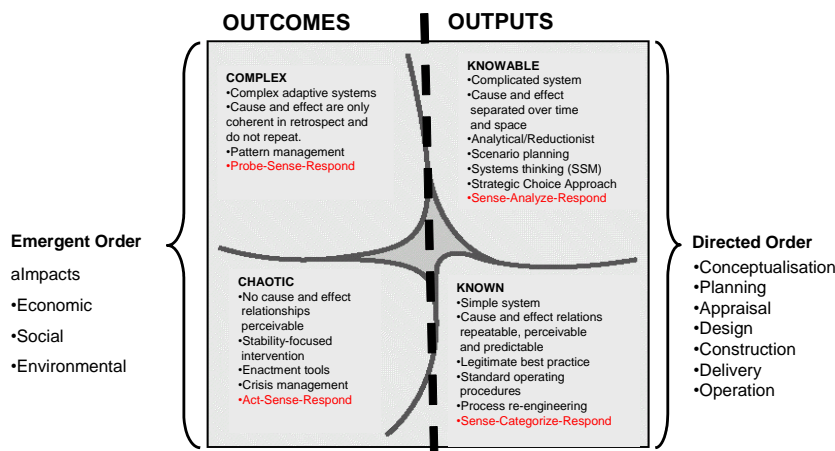 OUTCOMES
OUTPUTS
COMPLEX
•Complex adaptive systems
•Cause and effect are only
coherent in retrospect and
do not repeat.
•Pattern management
•Probe-Sense-Respond
KNOWABLE
•Complicated system
•Cause and effect
separated over time
and space
•Analytical/Reductionist
•Scenario planning
•Systems thinking (SSM)
•Strategic Choice Approach
•Sense-Analyze-Respond
Emergent Order
aImpacts
•Economic
•Social
•Environmental
CHAOTIC
•No cause and effect
relationships
perceivable
•Stability-focused
intervention
•Enactment tools
•Crisis management
•Act-Sense-Respond
KNOWN
•Simple system
•Cause and effect relations
repeatable, perceivable
and predictable
•Legitimate best practice
•Standard operating
procedures
•Process re-engineering
•Sense-Categorize-Respond
Directed Order
•Conceptualisation
•Planning
•Appraisal
•Design
•Construction
•Delivery
•Operation